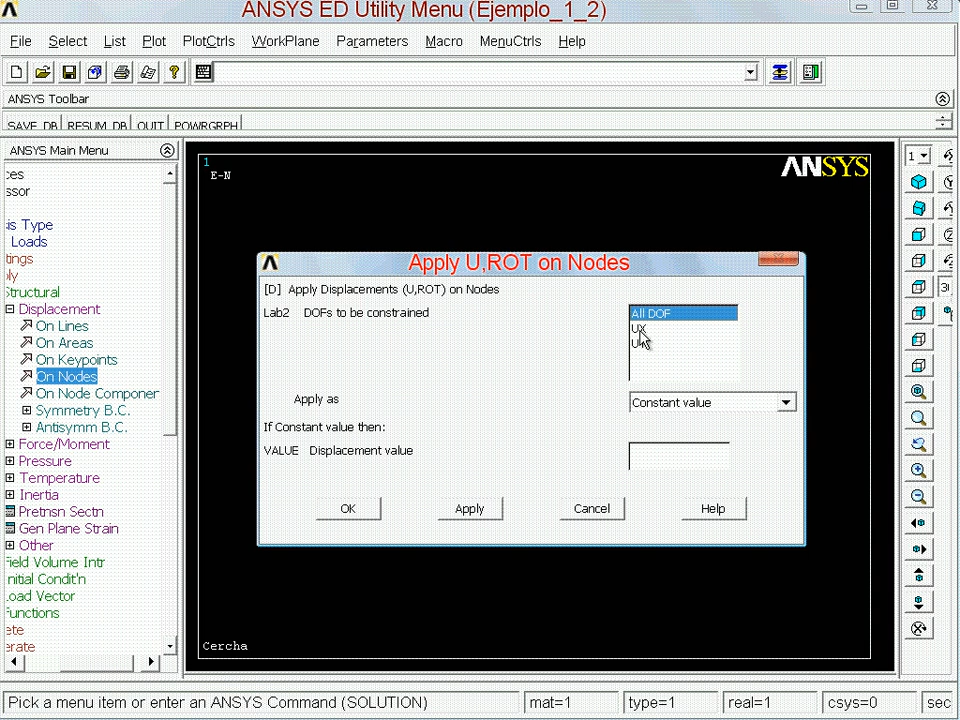 ANSYS ED Utility Menu (Ejemplo_1_2)
File Select List Plot PlotCtrls WorkPlane Parameters Macro MenuCtrls Help
ANSYS Toolbar
SAVE_DB RESUM_DB QUIT POWRGRPH
ANSYS Main Menu
ces
ssor
is Type
Loads
tings
ly
Structural
Displacement
On Lines
On Areas
On Keypoints
On Nodes
On Node Componer
Symmetry B.C.
Antisymm B.C.
Force/Moment
Pressure
Temperature
Inertia
Pretnsn Sectn
Gen Plane Strain
Other
Field Volume Intr
Initial Condit'n
Load Vector
Functions
ete
erate
1
E-N
ANSYS
Apply U,ROT on Nodes
[D] Apply Displacements (U,ROT) on Nodes
Lab2 DOFs to be constrained
All DOF
UX
Apply as
Constant value
If Constant value then:
VALUE Displacement value
OK Apply Cancel Help
Cercha
1
Pick a menu item or enter an ANSYS Command (SOLUTION) mat=1 type=1 real=1 csys=0 sec